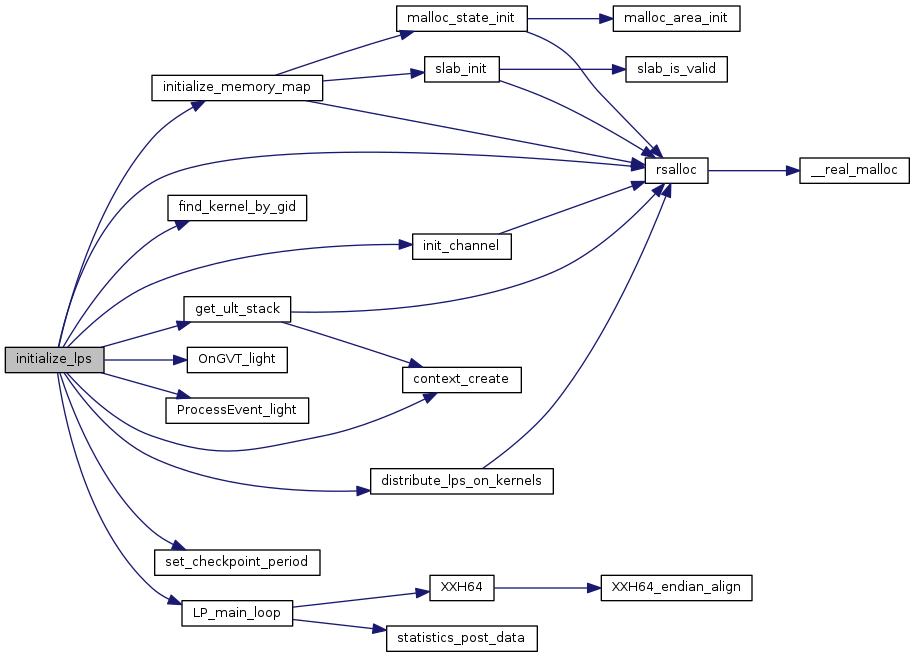 malloc_state_init
malloc_area_init
slab_init
slab_is_valid
initialize_memory_map
rsalloc
__real_malloc
find_kernel_by_gid
init_channel
get_ult_stack
initialize_lps
OnGVT_light
context_create
ProcessEvent_light
distribute_lps_on_kernels
set_checkpoint_period
XXH64
XXH64_endian_align
LP_main_loop
statistics_post_data